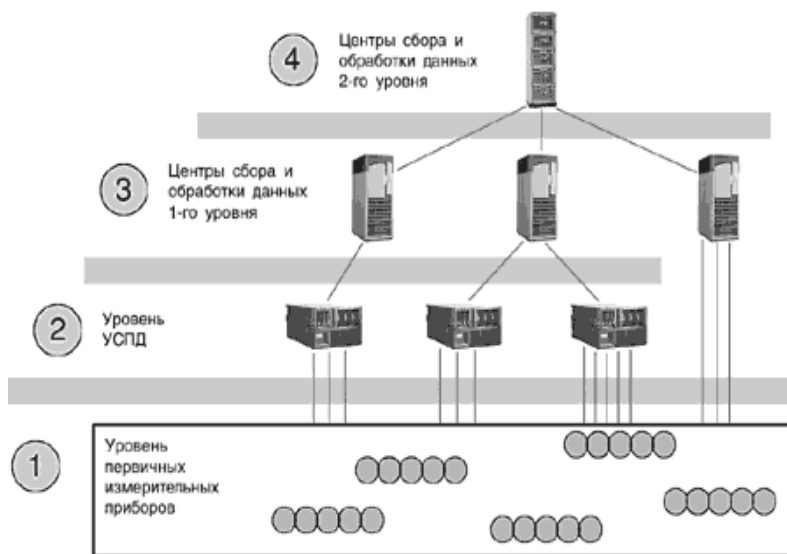 4
Центры сбора и
обработки данных
2-го уровня
3
Центры сбора и
обработки данных
1-го уровня
2
Уровень
УСПД
1
Уровень
первичных
измерительных
приборов